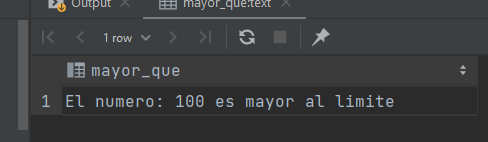 Output mayor_que:text
1 row
mayor_que
1 El numero: 100 es mayor al limite